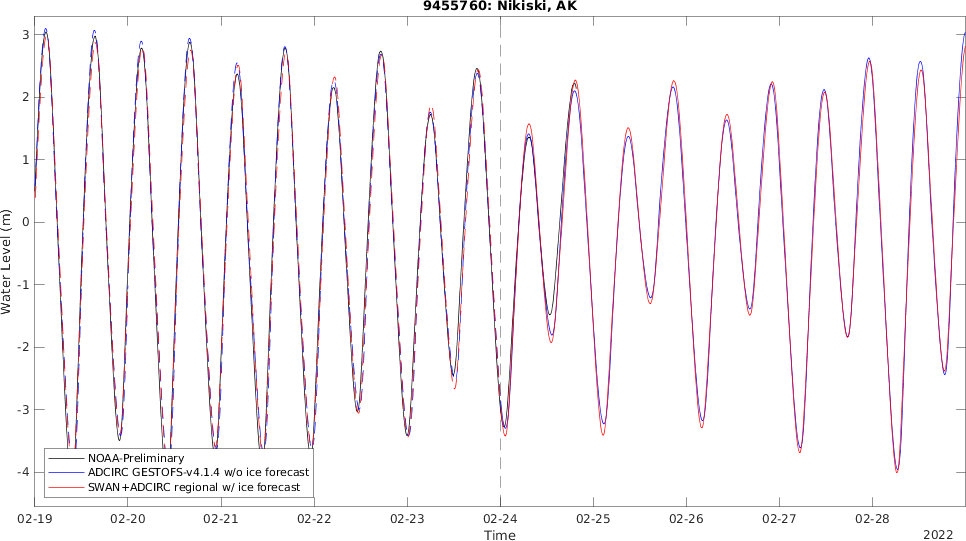 9455760: Nikiski, AK
3
2
1
0
-1
-2
-3
-4
Water Level (m)
NOAA-Preliminary
ADCIRC GESTOFS-v4.1.4 w/o ice forecast
SWAN+ADCIRC regional w/ ice forecast
02-19 02-20 02-21 02-22 02-23 02-24 02-25 02-26 02-27 02-28
Time
2022